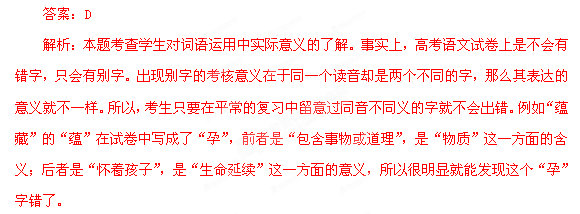 答案：D
解析：本题考查学生对词语运用中实际意义的了解。事实上，高考语文试卷上是不会有
错字，只会有别字。出现别字的考核意义在于同一个读音却是两个不同的字，那么其表达的
意义就不一样。所以，考生只要在平常的复习中留意过同音不同义的字就不会出错。例如“蕴
藏”的“蕴”在试卷中写成了“孕”，前者是“包含事物或道理”，是“物质”这一方面的含
义；后者是“怀着孩子”，是“生命延续”这一方面的意义，所以很明显就能发现这个“孕”
字错了。